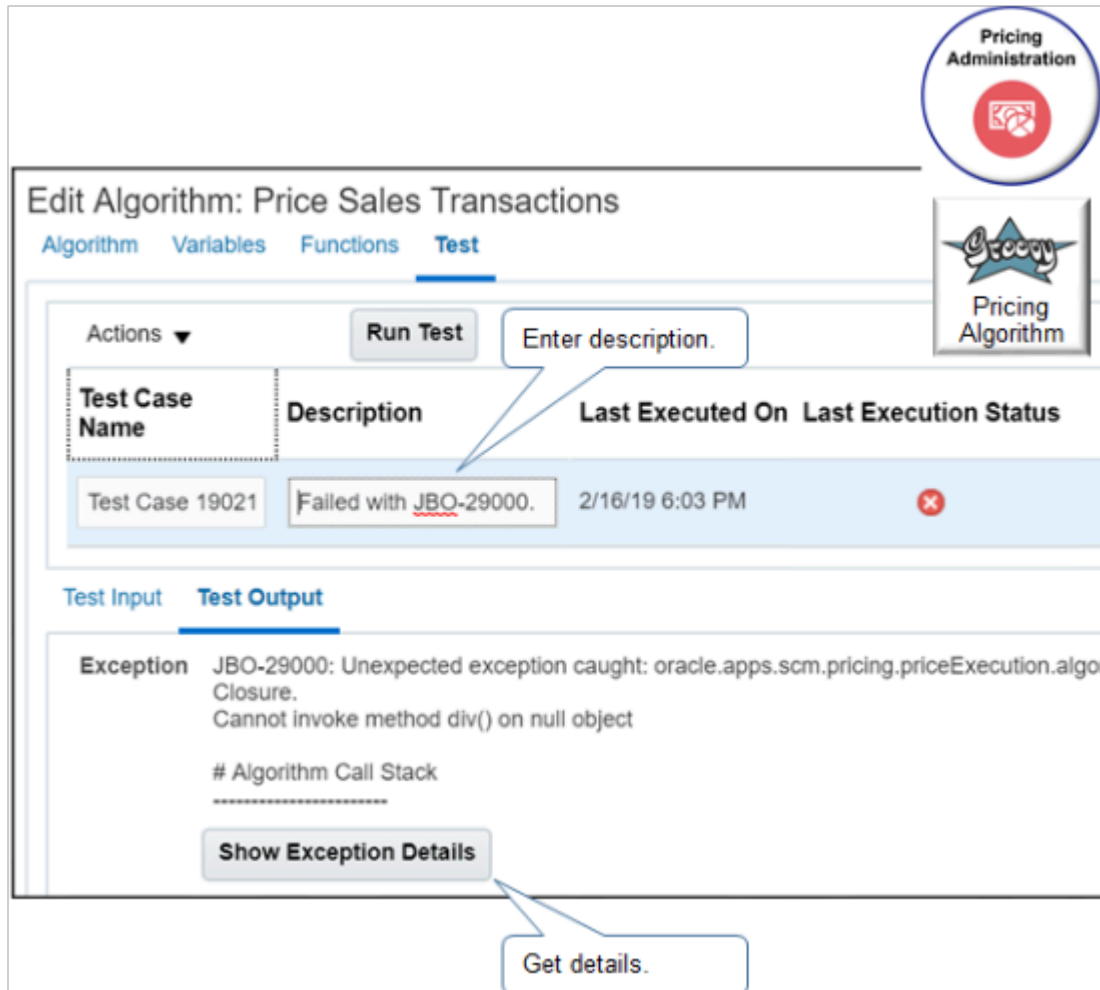 Pricing
Administration
Edit Algorithm: Price Sales Transactions
Algorithm Variables Functions Test
Groovy
Pricing
Algorithm
Actions Run Test
Enter description.
Test Case
Name
Description
Last Executed On Last Execution Status
Test Case 19021 Failed with JBO-29000. 2/16/19 6:03 PM
Test Input Test Output
Exception JBO-29000: Unexpected exception caught: oracle.apps.scm.pricing.priceExecution.algo
Closure.
Cannot invoke method div() on null object
# Algorithm Call Stack
------------------------
Show Exception Details
Get details.